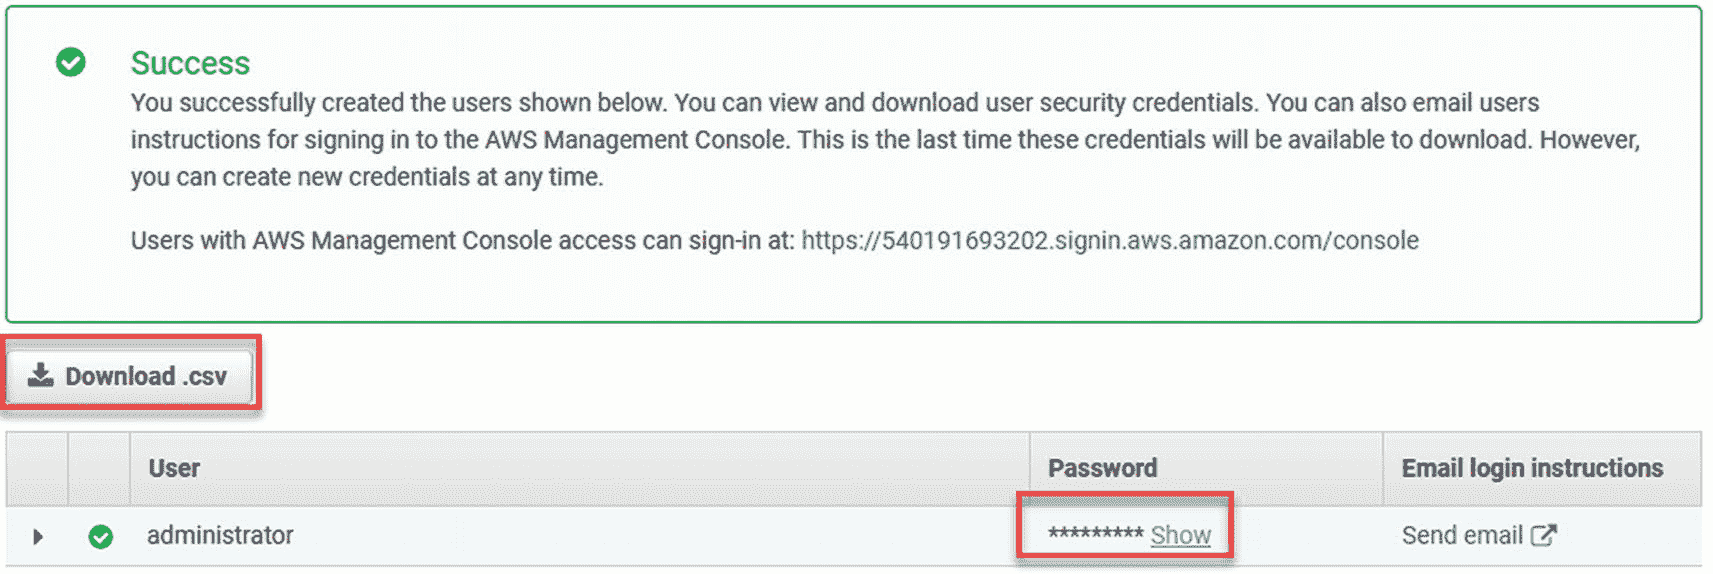 Success
You successfully created the users shown below. You can view and download user security credentials. You can also email users
instructions for signing in to the AWS Management Console. This is the last time these credentials will be available to download. However,
you can create new credentials at any time.
Users with AWS Management Console access can sign-in at: https://540191693202.signin.aws.amazon.com/console
Download .csv
User Password Email login instructions
administrator ********* Show Send email